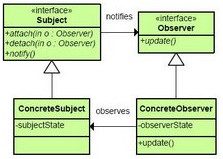 «interface»
Subject
+attach(in o : Observer)
+detach(in o : Observer)
+notify()
notifies
«interface»
Observer
+update()
ConcreteSubject
-subjectState
observes
ConcreteObserver
-observerState
+update()